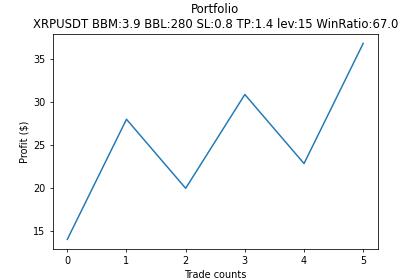 Portfolio
XRPUSDT BBM:3.9 BBL:280 SL:0.8 TP:1.4 lev:15 WinRatio:67.0
35
30
25
20
15
Profit ($)
0 1 2 3 4 5
Trade counts